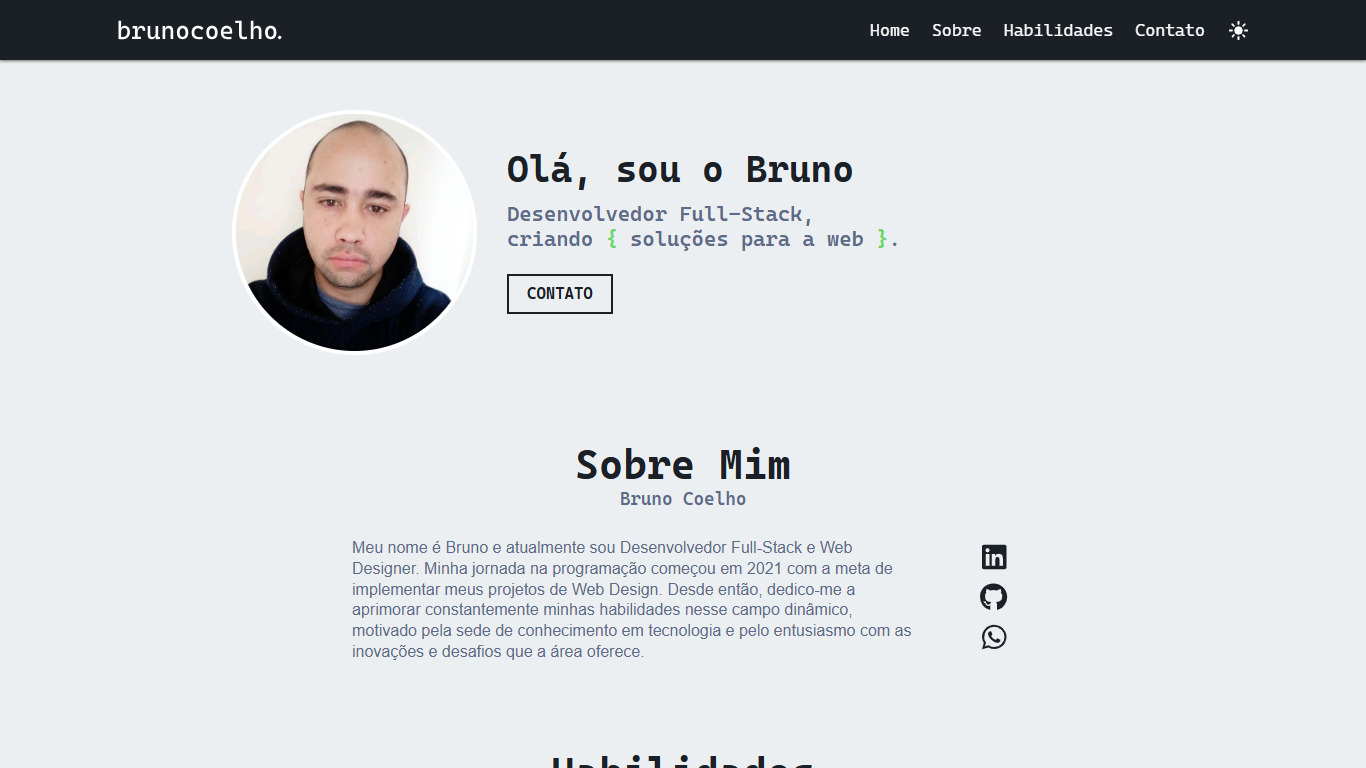 brunocoelho.
Home Sobre Habilidades Contato
Olá, sou o Bruno
Desenvolvedor Full-Stack,
criando { soluções para a web }.
CONTATO
Sobre Mim
Bruno Coelho
Meu nome é Bruno e atualmente sou Desenvolvedor Full-Stack e Web
Designer. Minha jornada na programação começou em 2021 com a meta de
implementar meus projetos de Web Design. Desde então, dedico-me a
aprimorar constantemente minhas habilidades nesse campo dinâmico,
motivado pela sede de conhecimento em tecnologia e pelo entusiasmo com as
inovações e desafios que a área oferece.
in
Habilidades